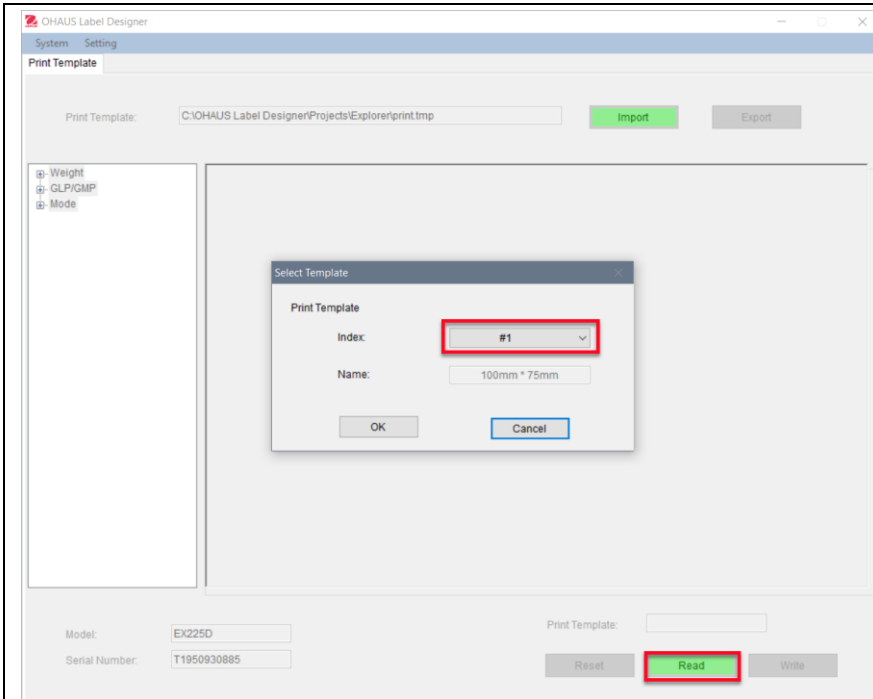 OHAUS Label Designer
System Setting
Print Template
Print Template: C:\OHAUS Label Designer\Projects\Explorer\print.tmp Import Export
Weight
GLP/GMP
Mode
Select Template
Print Template
Index: #1
Name: 100mm * 75mm
OK Cancel
Print Template:
Model: EX225D
Serial Number: T1950930885
Reset Read Write